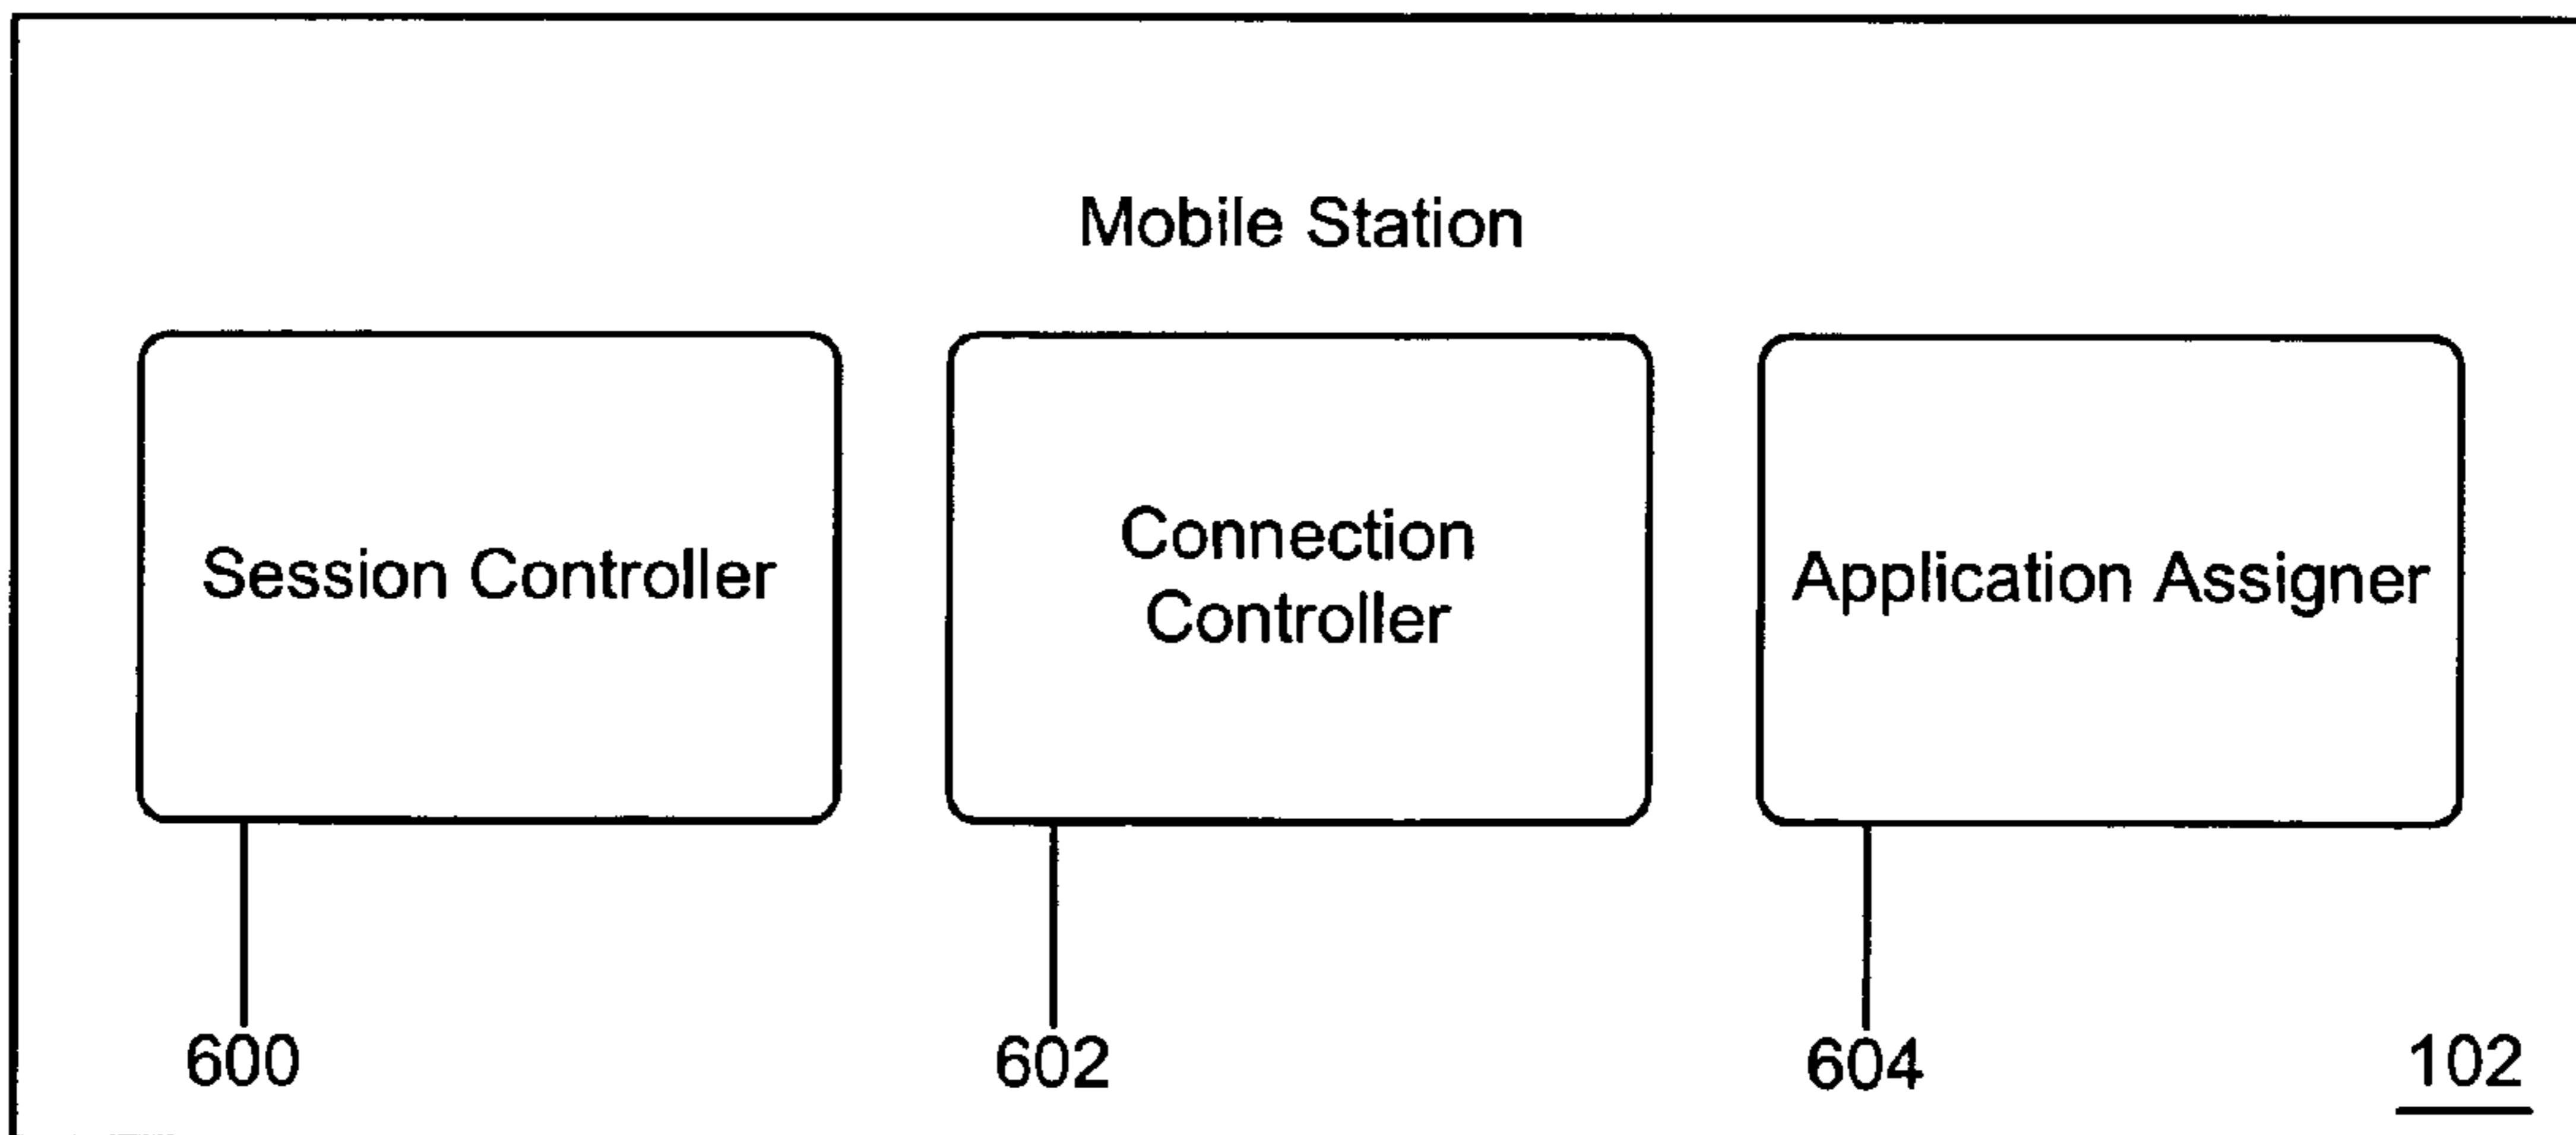 Mobile Station
Session Controller
Connection
Controller
Application Assigner
600
602
604
102